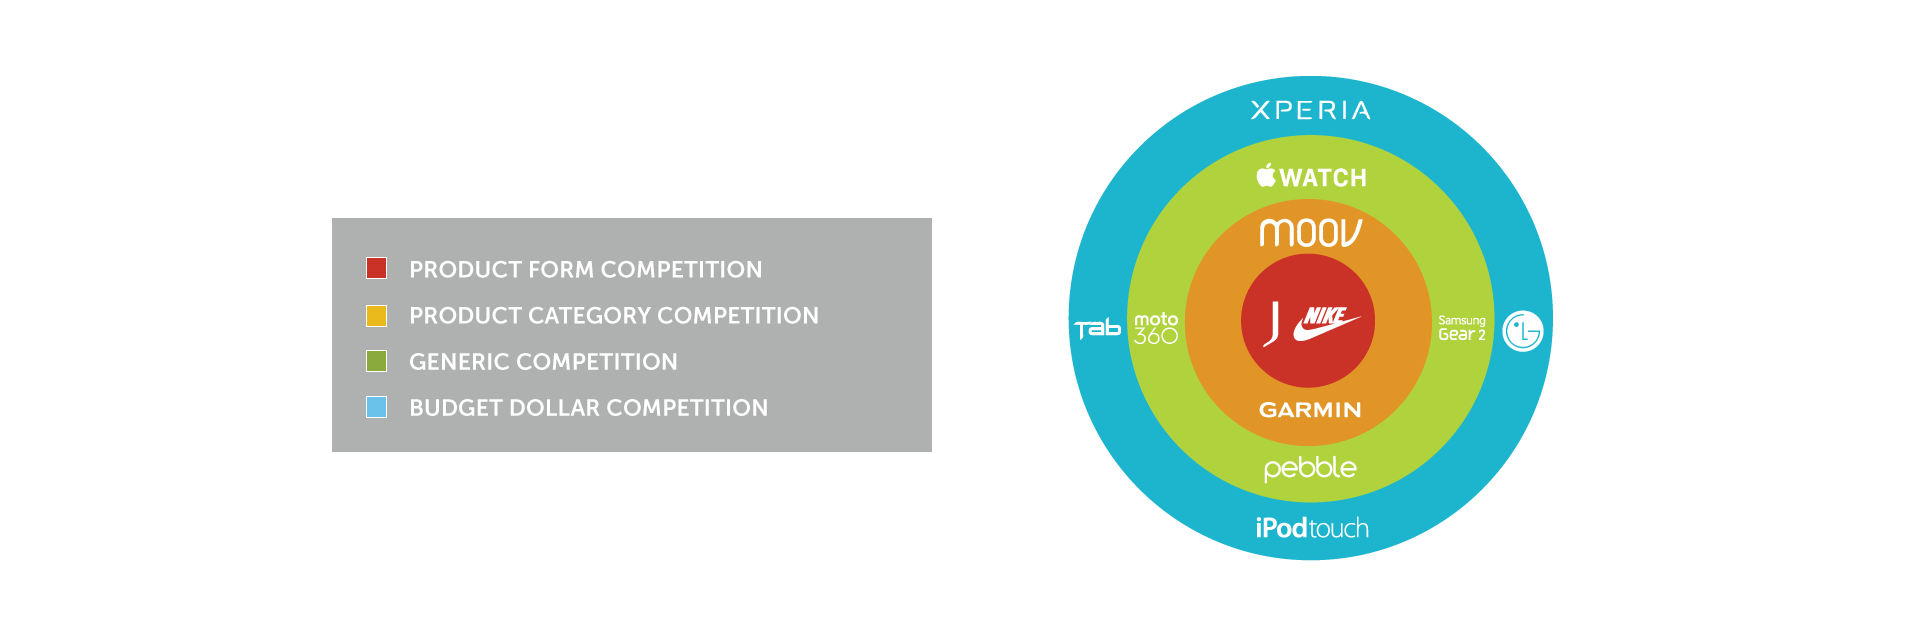 PRODUCT FORM COMPETITION
PRODUCT CATEGORY COMPETITION
GENERIC COMPETITION
BUDGET DOLLAR COMPETITION
XPERIA
WATCH
moov
J NIKE
Tab
moto
360
Samsung
Gear 2
LG
GARMIN
pebble
iPodtouch